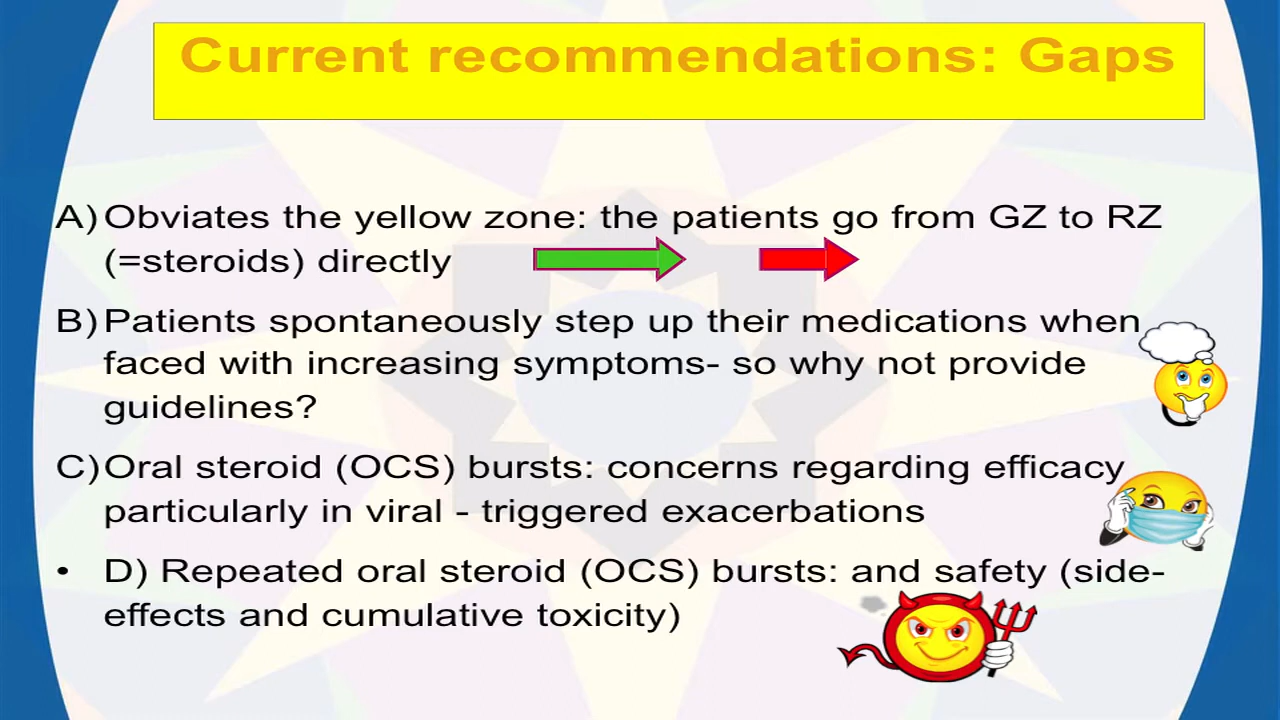 Current recommendations: Gaps
A) Obviates the yellow zone: the patients go from GZ to RZ
(=steroids) directly
B) Patients spontaneously step up their medications when
faced with increasing symptoms- so why not provide
guidelines?
C) Oral steroid (OCS) bursts: concerns regarding efficacy
particularly in viral - triggered exacerbations
• D) Repeated oral steroid (OCS) bursts: and safety (side-
effects and cumulative toxicity)